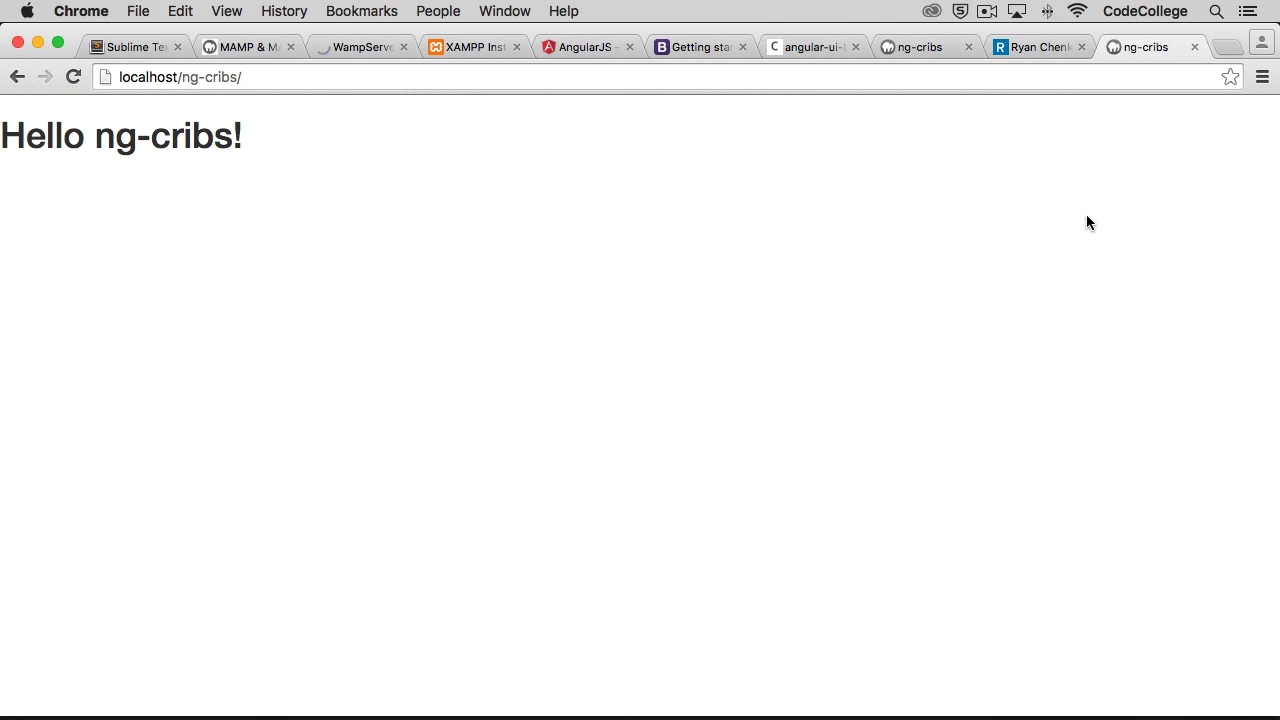 Chrome File Edit View History Bookmarks People Window Help CodeCollege
Sublime Te MAMP & M WampServe XAMPP Inst AngularJS - Getting sta angular-ui- ng-cribs Ryan Chenk ng-cribs
localhost/ng-cribs/
Hello ng-cribs!